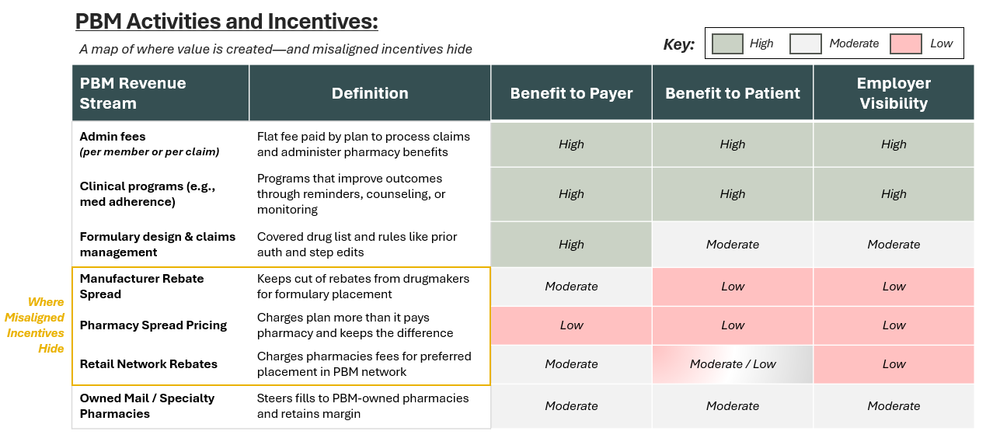 PBM Activities and Incentives:
A map of where value is created—and misaligned incentives hide
Key:
High
Moderate
Low
PBM Revenue
Stream
Definition
Benefit to Payer
Benefit to Patient
Employer
Visibility
Admin fees
(per member or per claim)
Flat fee paid by plan to process claims
and administer pharmacy benefits
High
High
High
Clinical programs (e.g.,
med adherence)
Programs that improve outcomes
through reminders, counseling, or
monitoring
High
High
High
Formulary design & claims
management
Covered drug list and rules like prior
auth and step edits
High
Moderate
Moderate
Where
Misaligned
Incentives
Hide
Manufacturer Rebate
Spread
Keeps cut of rebates from drugmakers
for formulary placement
Moderate
Low
Low
Pharmacy Spread Pricing
Charges plan more than it pays
pharmacy and keeps the difference
Low
Low
Low
Retail Network Rebates
Charges pharmacies fees for preferred
placement in PBM network
Moderate
Moderate / Low
Low
Owned Mail / Specialty
Pharmacies
Steers fills to PBM-owned pharmacies
and retains margin
Moderate
Moderate
Moderate